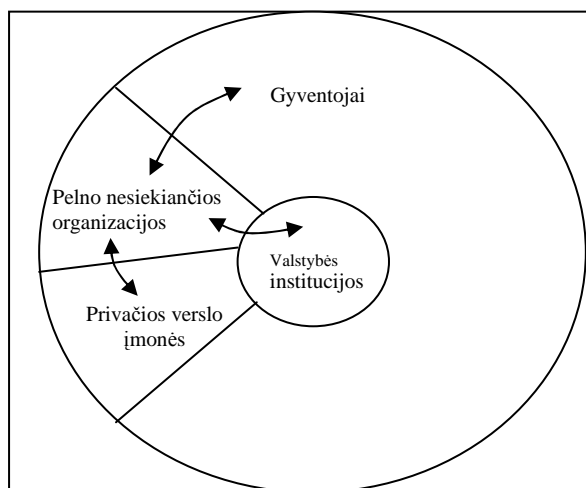 Gyventojai
Pelno nesiekiančios
organizacijos
Valstybės
institucijos
Privačios verslo
įmonės